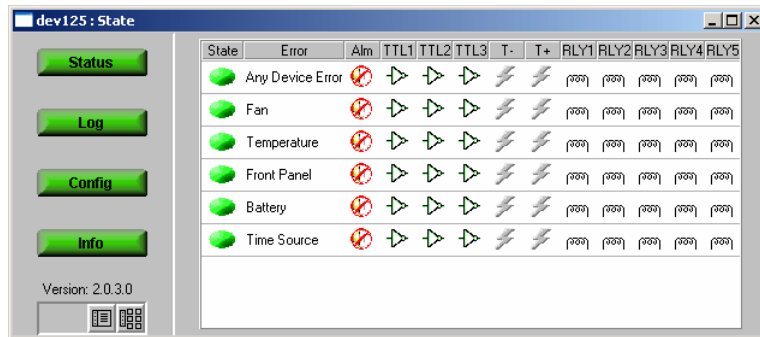 dev125 : State
Status
Log
Config
Info
Version: 2.0.3.0
State Error Alm TTL1 TTL2 TTL3 T- T+ RLY1 RLY2 RLY3 RLY4 RLY5
Any Device Error
Fan
Temperature
Front Panel
Battery
Time Source